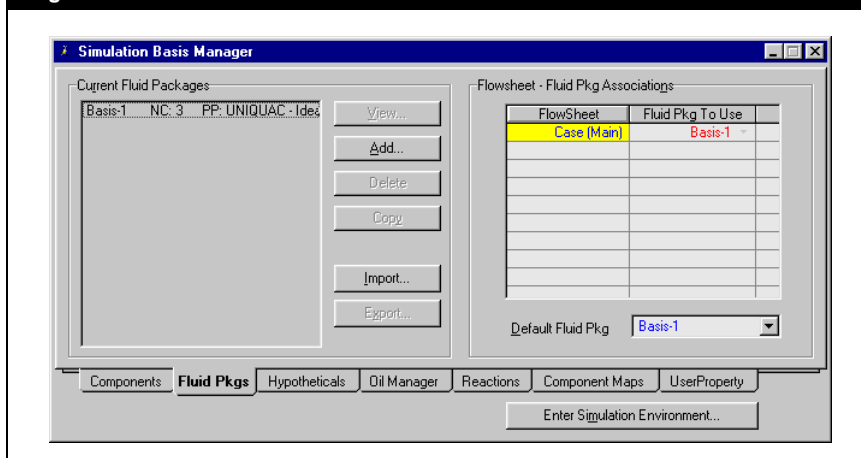 Simulation Basis Manager
Current Fluid Packages
Basis-1 NC: 3 PP: UNIQUAC - Idea
View...
Add...
Delete
Copy
Import...
Export...
Flowsheet - Fluid Pkg Associations
FlowSheet Fluid Pkg To Use
Case (Main) Basis-1
Default Fluid Pkg Basis-1
Components Fluid Pkgs Hypotheticals Oil Manager Reactions Component Maps UserProperty
Enter Simulation Environment...